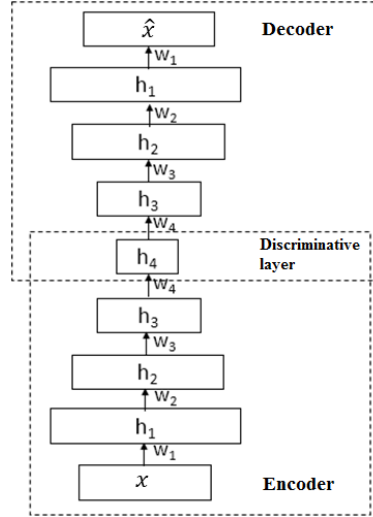 x̂ Decoder
w₁
h₁
w₂
h₂
w₃
h₃
w₄
h₄ Discriminative
layer
w₄
h₃
w₃
h₂
w₂
h₁
w₁
x Encoder